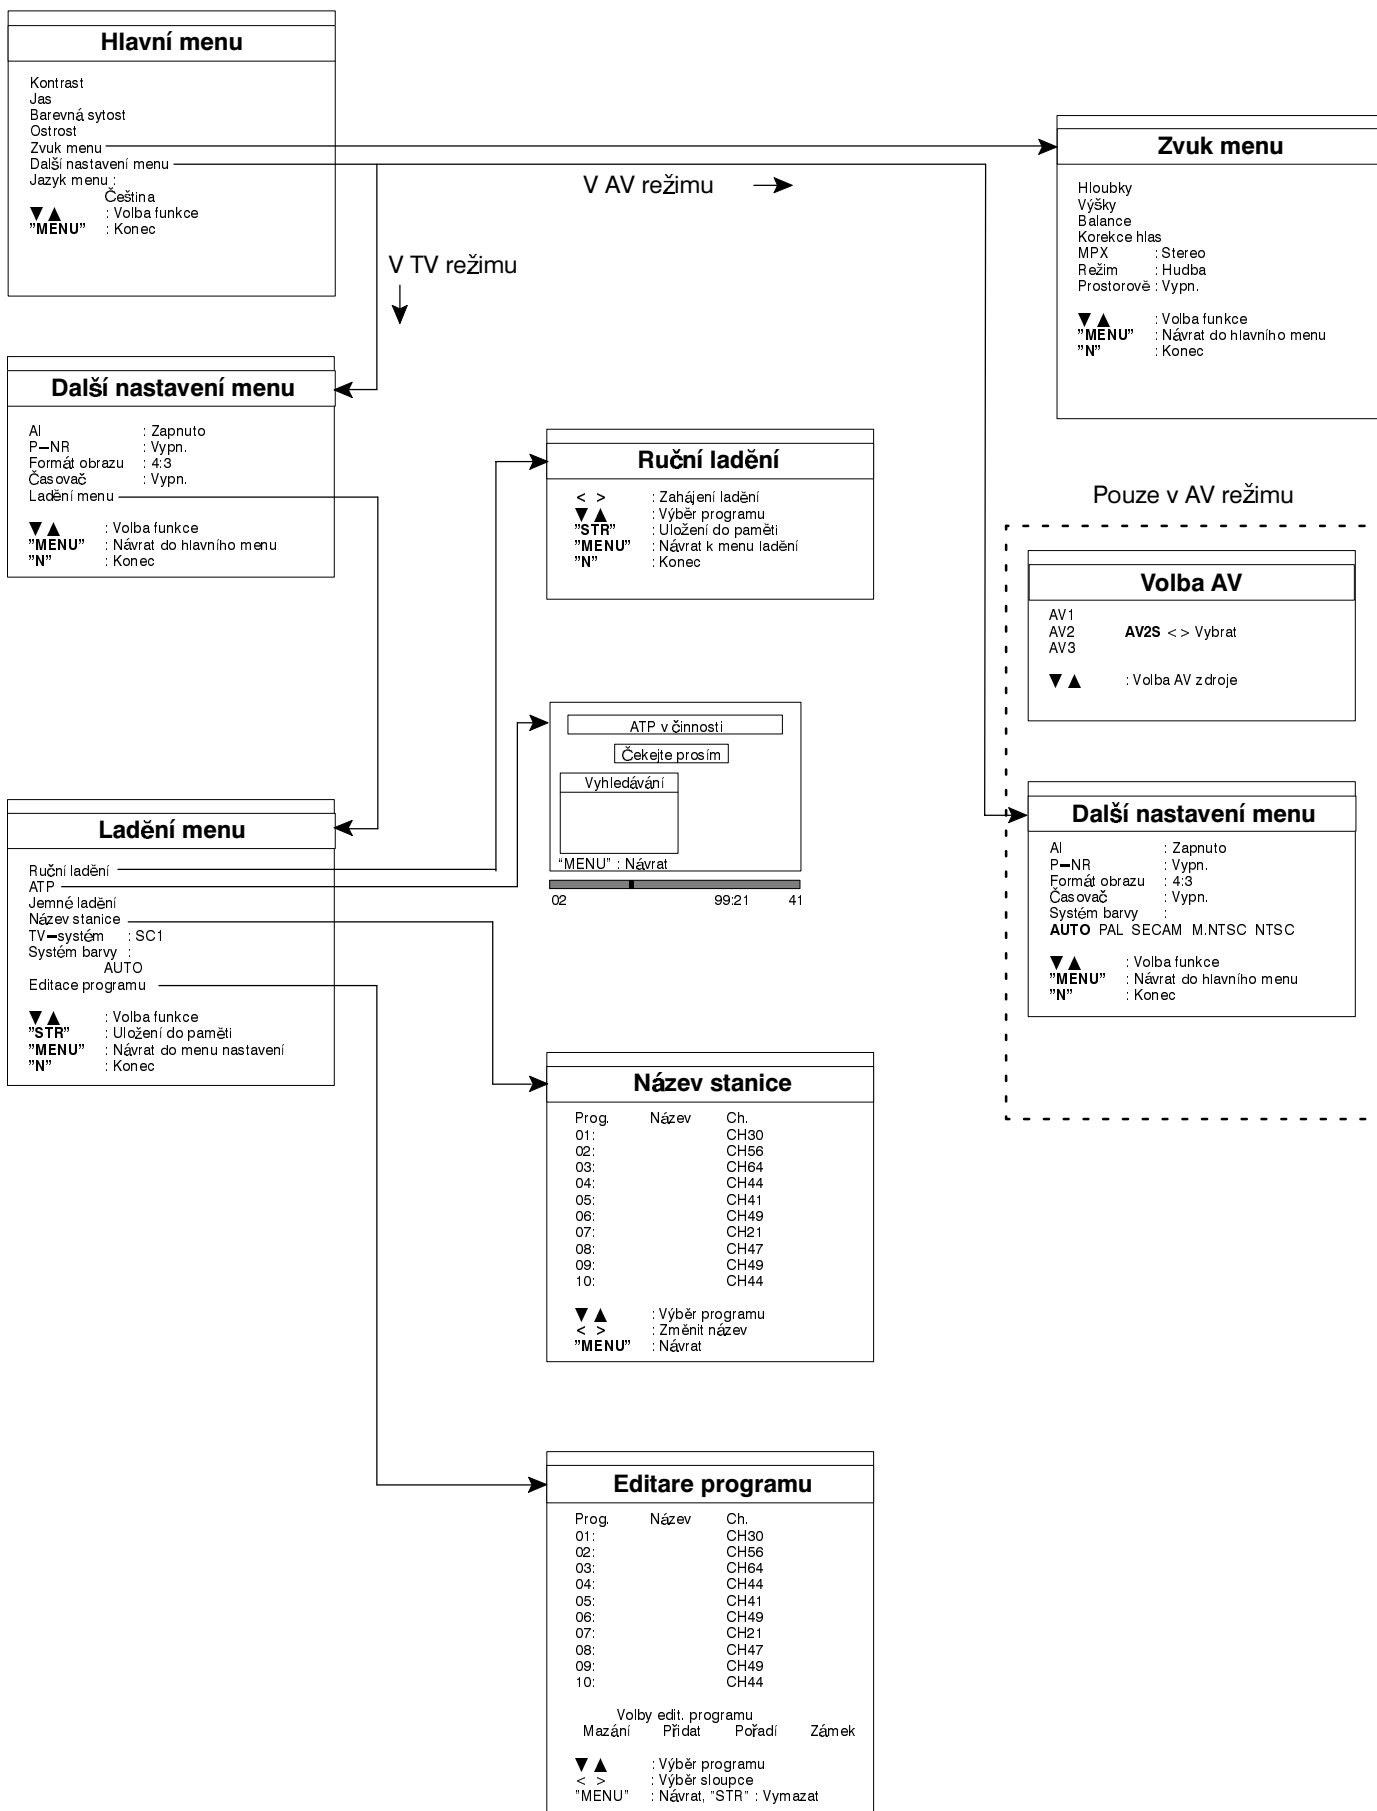 Hlavní menu
Kontrast
Jas
Barevná sytost
Ostrost
Zvuk menu
Další nastavení menu
Jazyk menu :
Čeština
▼ ▲ : Volba funkce
”MENU” : Konec
V AV režimu
V TV režimu
Zvuk menu
Hloubky
Výšky
Balance
Korekce hlas
MPX : Stereo
Režim : Hudba
Prostorově : Vypn.
▼ ▲ : Volba funkce
”MENU” : Návrat do hlavního menu
”N” : Konec
Další nastavení menu
AI : Zapnuto
P–NR : Vypn.
Formát obrazu : 4:3
Časovač : Vypn.
Ladění menu
▼ ▲ : Volba funkce
”MENU” : Návrat do hlavního menu
”N” : Konec
Ruční ladění
< > : Zahájení ladění
▼ ▲ : Výběr programu
”STR” : Uložení do paměti
”MENU” : Návrat k menu ladění
”N” : Konec
Pouze v AV režimu
Volba AV
AV1
AV2 AV2S < > Vybrat
AV3
▼ ▲ : Volba AV zdroje
ATP v činnosti
Čekejte prosím
Vyhledávání
“MENU” : Návrat
02 99:21 41
Další nastavení menu
AI : Zapnuto
P–NR : Vypn.
Formát obrazu : 4:3
Časovač : Vypn.
Systém barvy :
AUTO PAL SECAM M.NTSC NTSC
▼ ▲ : Volba funkce
”MENU” : Návrat do hlavního menu
”N” : Konec
Ladění menu
Ruční ladění
ATP
Jemné ladění
Název stanice
TV–systém : SC1
Systém barvy :
AUTO
Editace programu
▼ ▲ : Volba funkce
”STR” : Uložení do paměti
”MENU” : Návrat do menu nastavení
”N” : Konec
Název stanice
Prog. Název Ch.
01: CH30
02: CH56
03: CH64
04: CH44
05: CH41
06: CH49
07: CH21
08: CH47
09: CH49
10: CH44
▼ ▲ : Výběr programu
< > : Změnit název
”MENU” : Návrat
Editare programu
Prog. Název Ch.
01: CH30
02: CH56
03: CH64
04: CH44
05: CH41
06: CH49
07: CH21
08: CH47
09: CH49
10: CH44
Volby edit. programu
Mazání Přidat Pořadí Zámek
▼ ▲ : Výběr programu
< > : Výběr sloupce
"MENU" : Návrat, "STR" : Vymazat